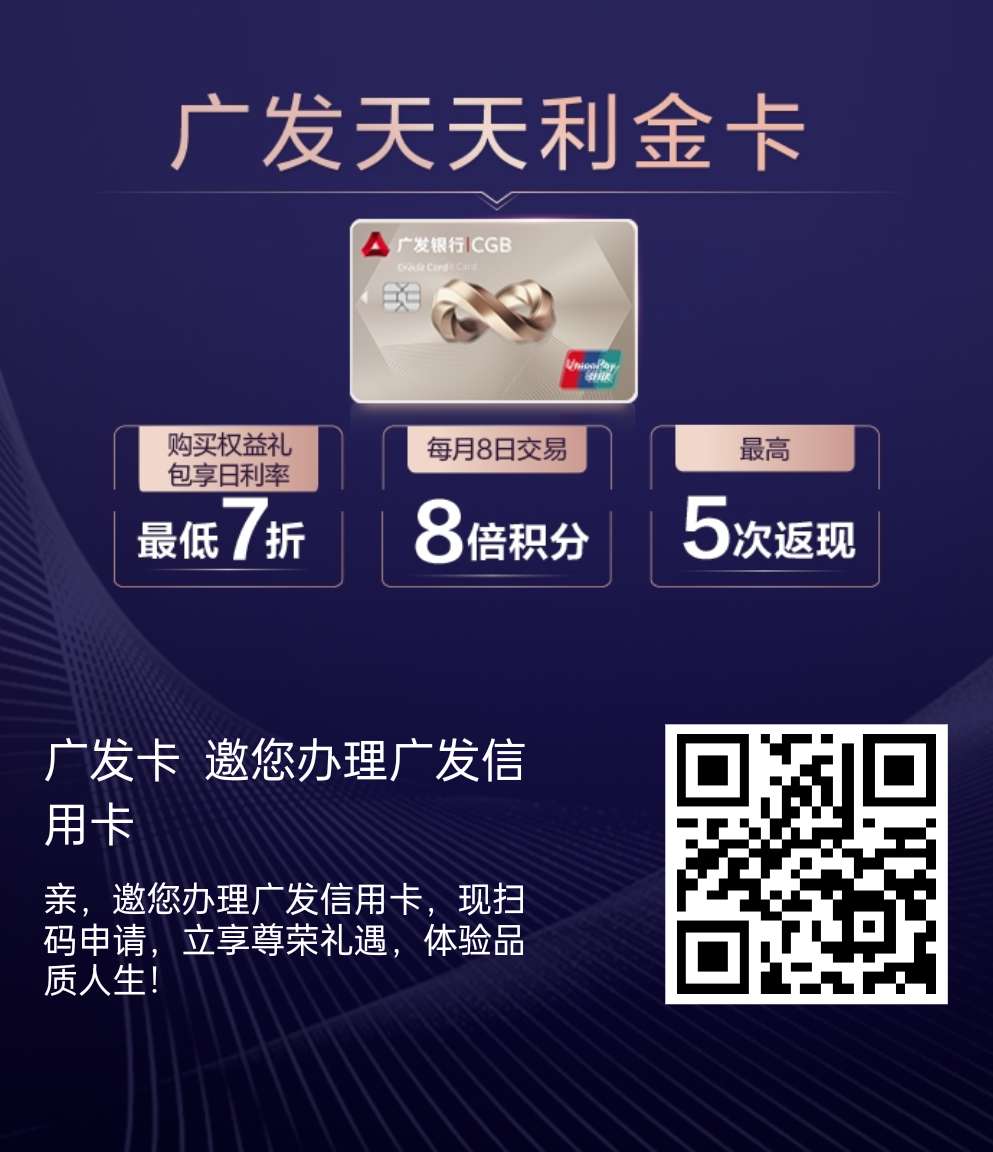 广发天天利金卡
广发银行|CGB
Credit Card
UnionPay
银联
购买权益礼
包享日利率
最低7折
每月8日交易
8倍积分
最高
5次返现
广发卡 邀您办理广发信
用卡
亲，邀您办理广发信用卡，现扫
码申请，立享尊荣礼遇，体验品
质人生！